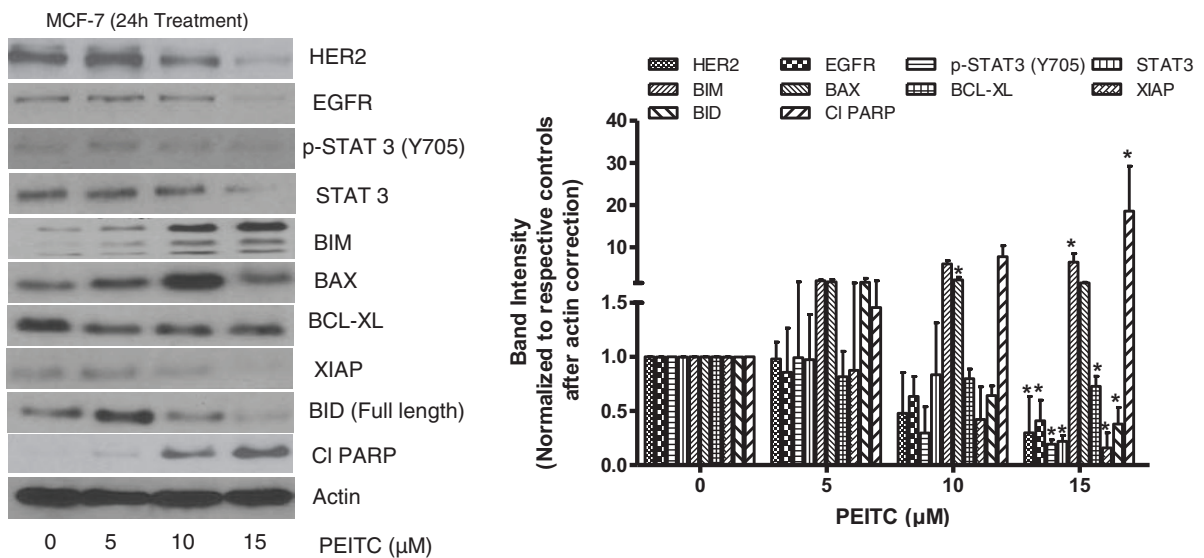 MCF-7 (24h Treatment)
HER2
EGFR
p-STAT 3 (Y705)
STAT 3
BIM
BAX
BCL-XL
XIAP
BID (Full length)
Cl PARP
Actin
0 5 10 15 PEITC (µM)
HER2 EGFR p-STAT3 (Y705) STAT3
BIM BAX BCL-XL XIAP
BID Cl PARP
Band Intensity
(Normalized to respective controls
after actin correction)
40
30
20
10
1.5
1.0
0.5
0.0
* * * * * * * * * *
0 5 10 15
PEITC (µM)